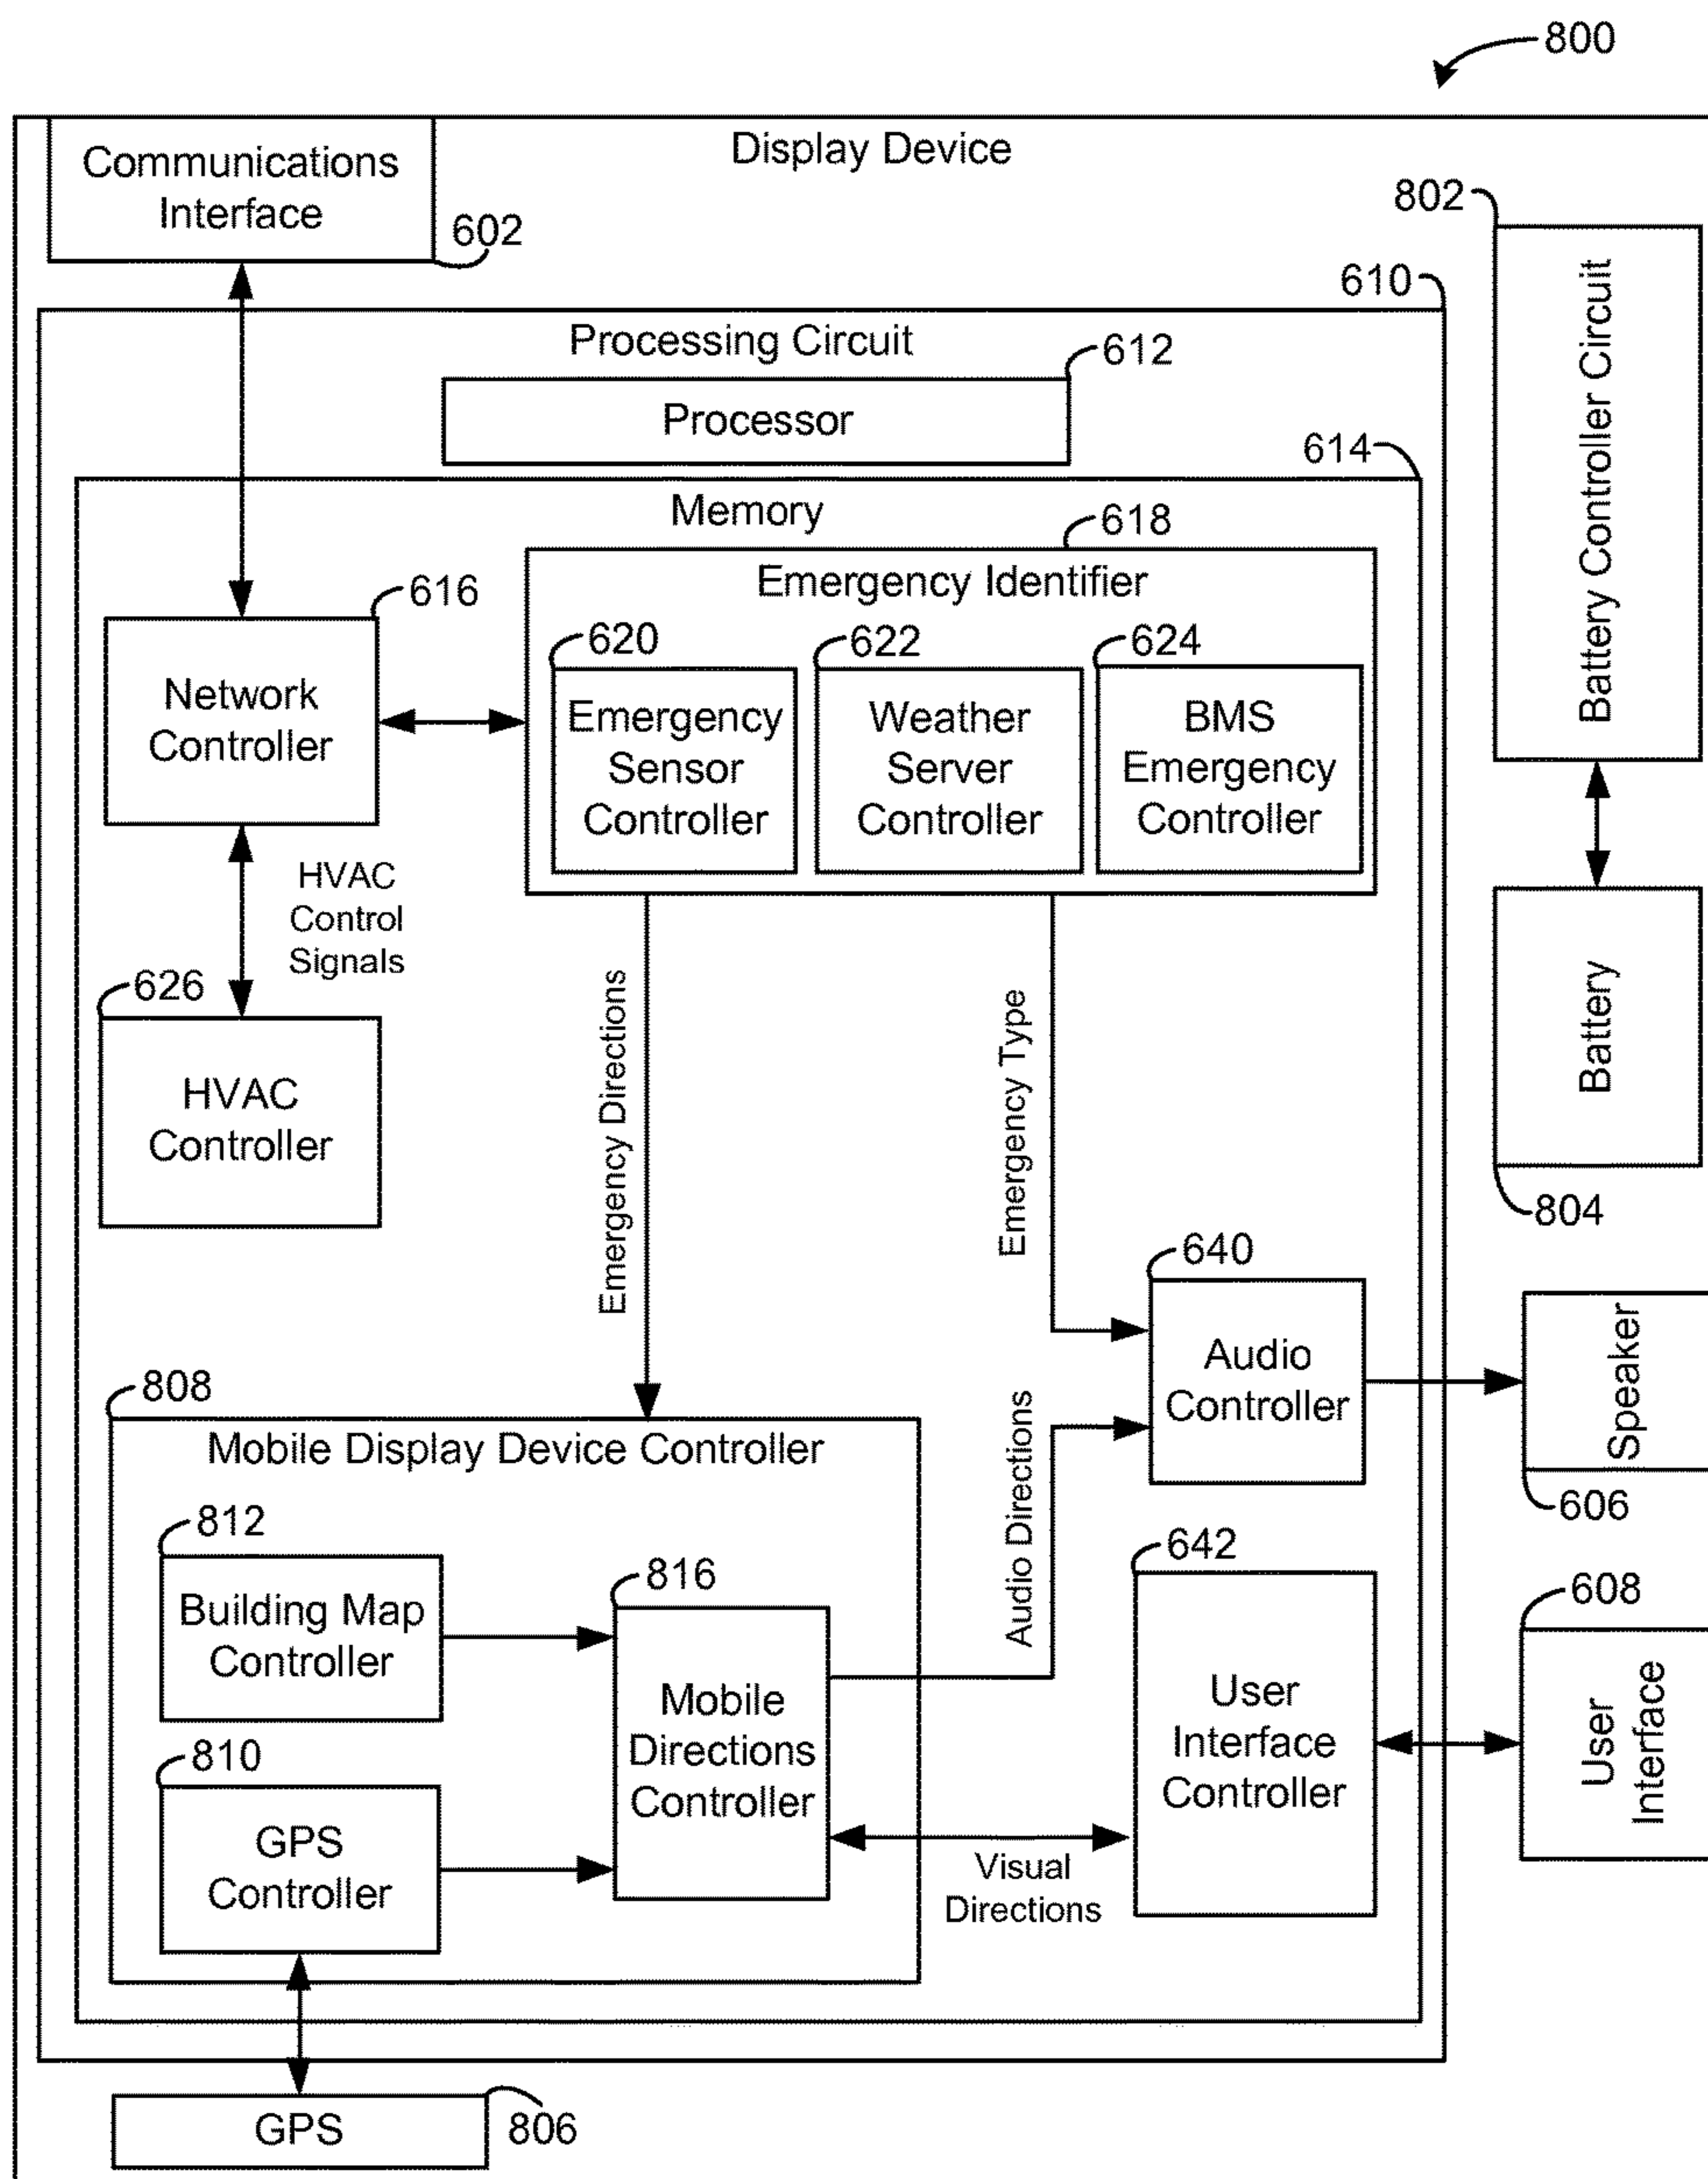 800
Display Device
Communications
Interface
602
802
Battery Controller Circuit
610
Processing Circuit
612
Processor
614
Memory
618
Emergency Identifier
616
Network
Controller
620
Emergency
Sensor
Controller
622
Weather
Server
Controller
624
BMS
Emergency
Controller
HVAC
Control
Signals
626
HVAC
Controller
Emergency Directions
Emergency Type
Battery
804
640
Audio
Controller
Speaker
606
808
Mobile Display Device Controller
812
Building Map
Controller
816
Mobile
Directions
Controller
810
GPS
Controller
Audio Directions
642
User
Interface
Controller
608
User
Interface
Visual
Directions
GPS
806